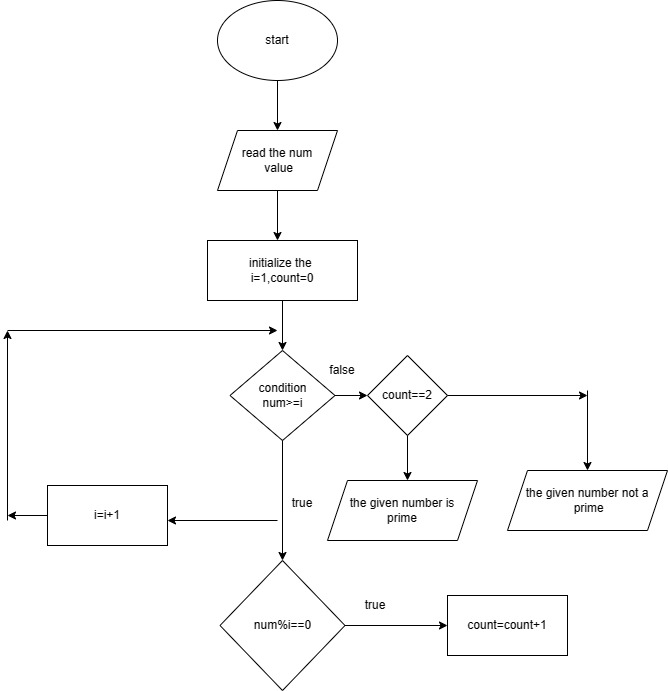 start
read the num
value
initialize the
i=1,count=0
false
condition
num>=i
count==2
the given number is
prime
the given number not a
prime
true
i=i+1
num%i==0
true
count=count+1